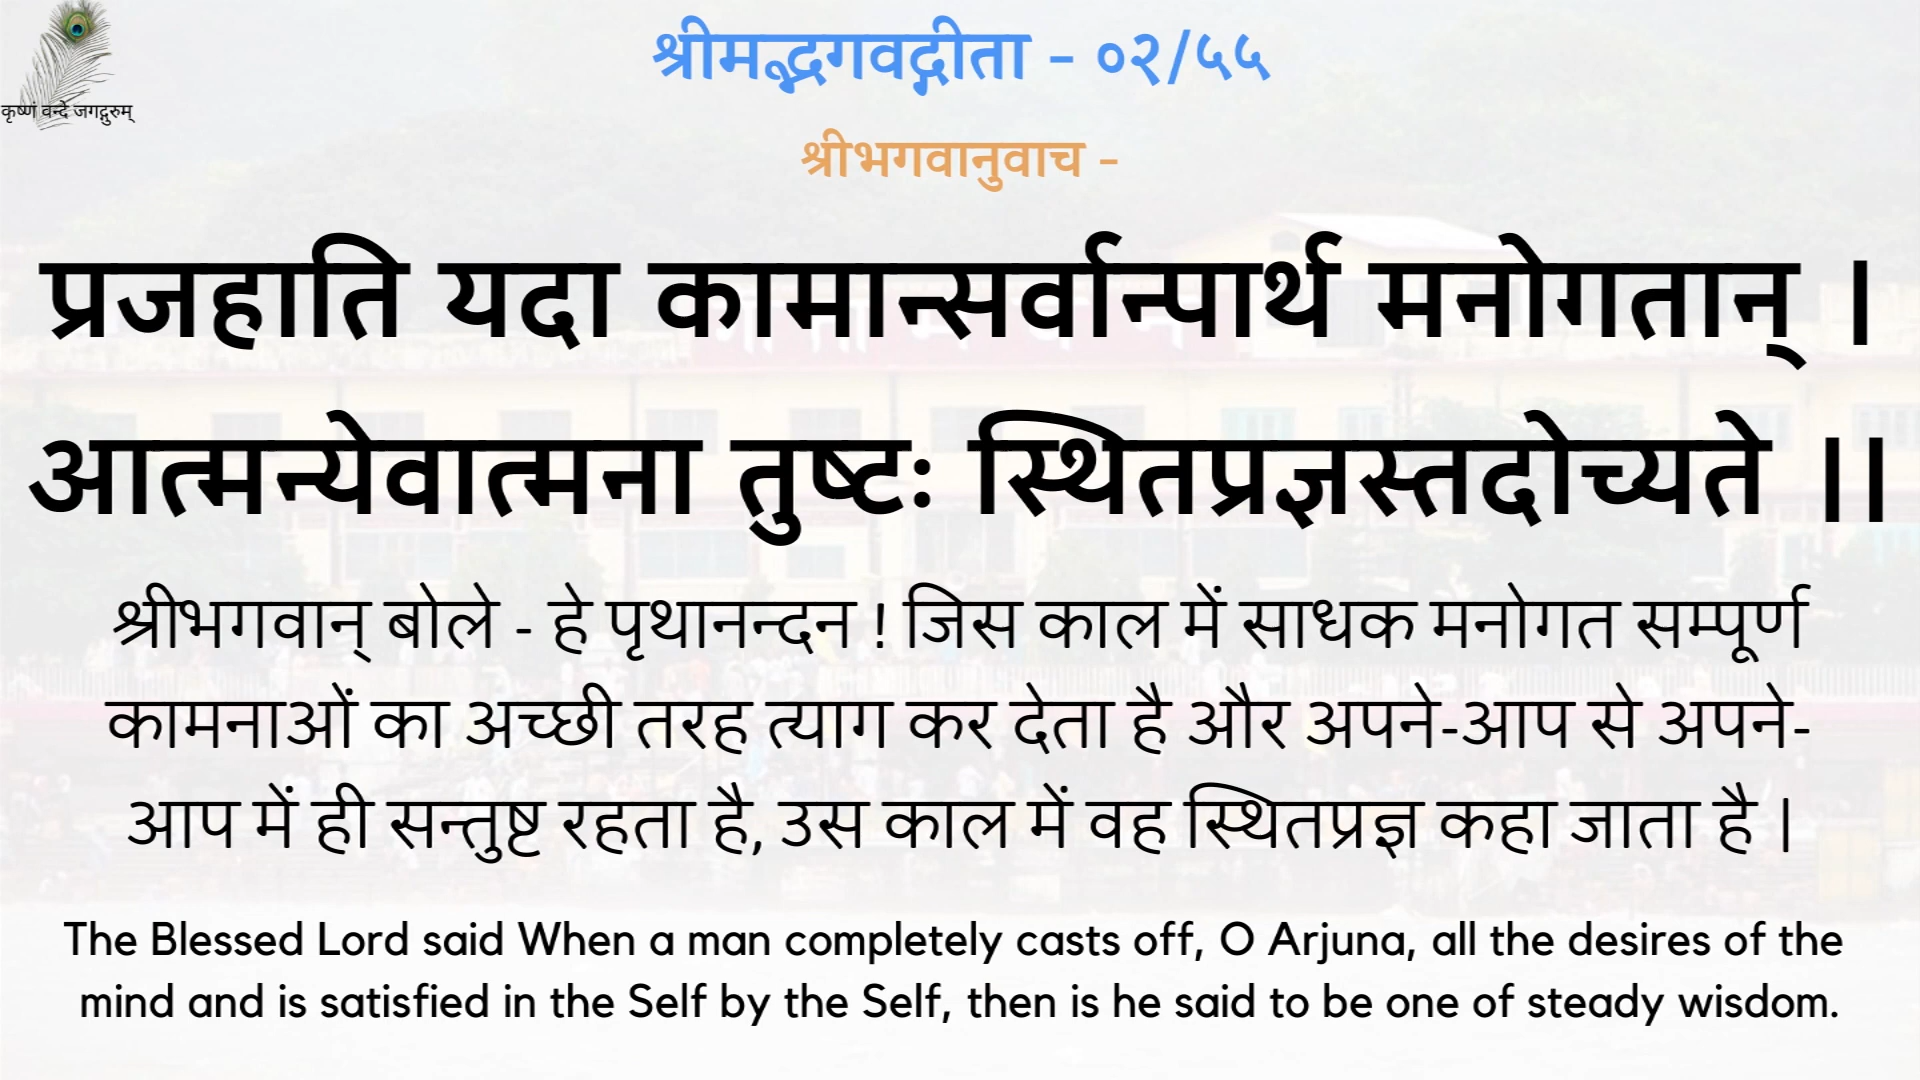 श्रीमद्भगवद्गीता - ०२/५५
कृष्णं वन्दे जगद्गुरुम्
श्रीभगवानुवाच -
प्रजहाति यदा कामान्सर्वान्पार्थ मनोगतान् |
आत्मन्येवात्मना तुष्टः स्थितप्रज्ञस्तदोच्यते ||
श्रीभगवान् बोले - हे पृथानन्दन ! जिस काल में साधक मनोगत सम्पूर्ण
कामनाओं का अच्छी तरह त्याग कर देता है और अपने-आप से अपने-
आप में ही सन्तुष्ट रहता है, उस काल में वह स्थितप्रज्ञ कहा जाता है |
The Blessed Lord said When a man completely casts off, O Arjuna, all the desires of the
mind and is satisfied in the Self by the Self, then is he said to be one of steady wisdom.